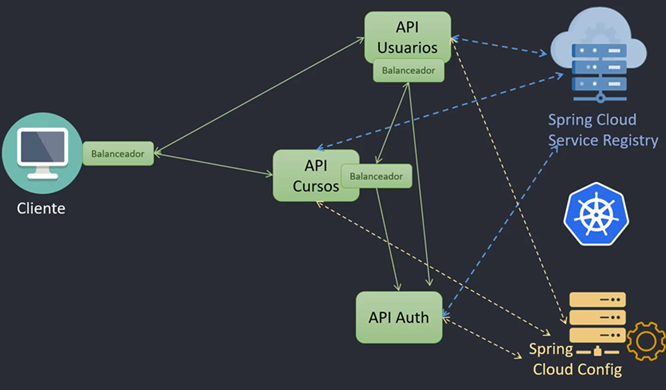 API
Usuarios
Balanceador
Spring Cloud
Service Registry
Balanceador
API
Cursos
Balanceador
Cliente
API Auth
Spring
Cloud Config